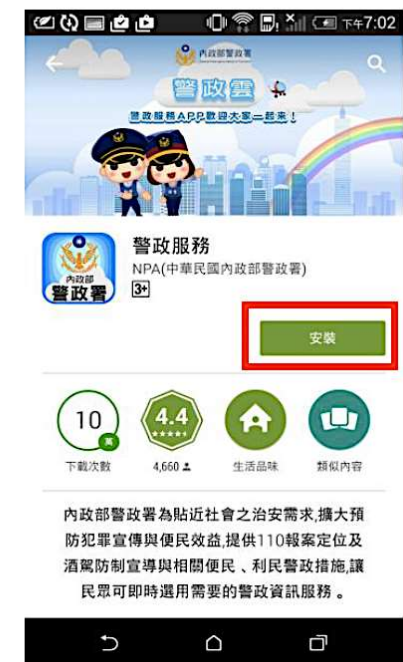 下午7:02
內政部警政署
警政雲
警政服務APP歡迎大家一起來!
警政服務
NPA(中華民國內政部警政署)
3+
內政部
警政署
安裝
10
萬
4.4
下載次數
4,660
生活品味
類似內容
內政部警政署為貼近社會之治安需求,擴大預
防犯罪宣傳與便民效益,提供110報案定位及
酒駕防制宣導與相關便民、利民警政措施,讓
民眾可即時選用需要的警政資訊服務。